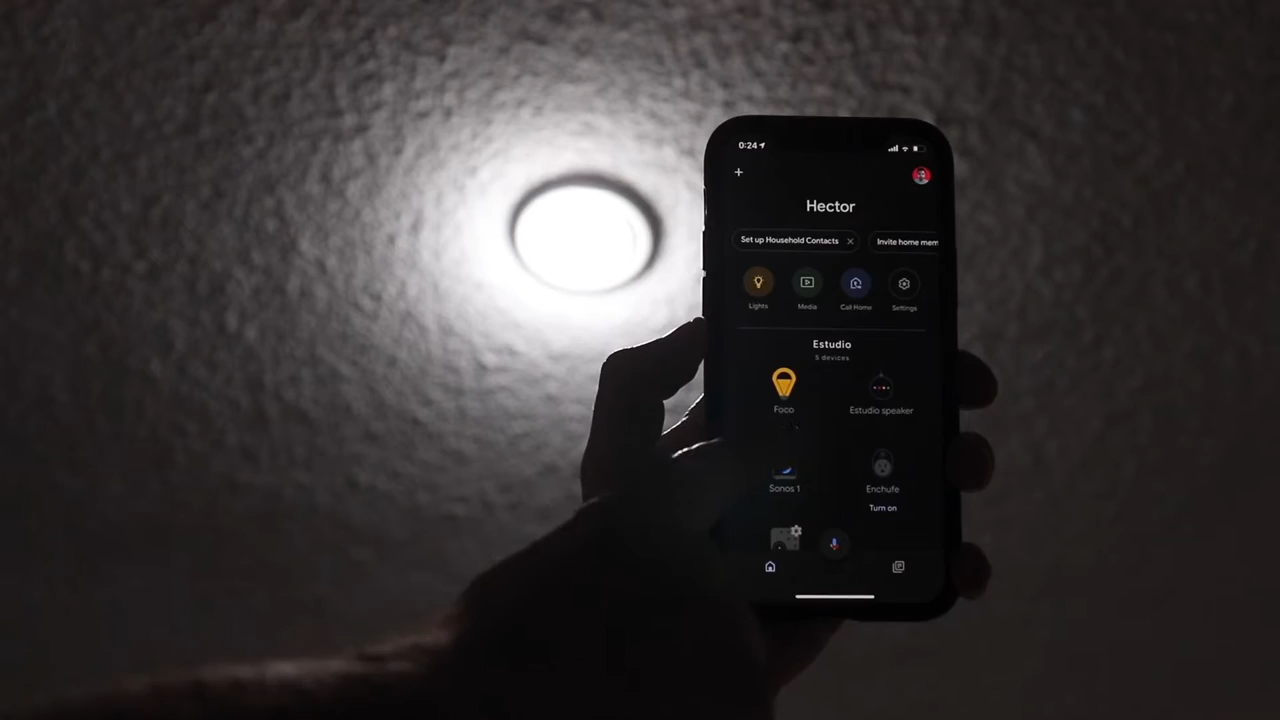 0:24
Hector
Set up Household Contacts
Invite home mem
Lights
Media
Call Home
Settings
Estudio
5 devices
Foco
Estudio speaker
Sonos 1
Enchufe
Turn on